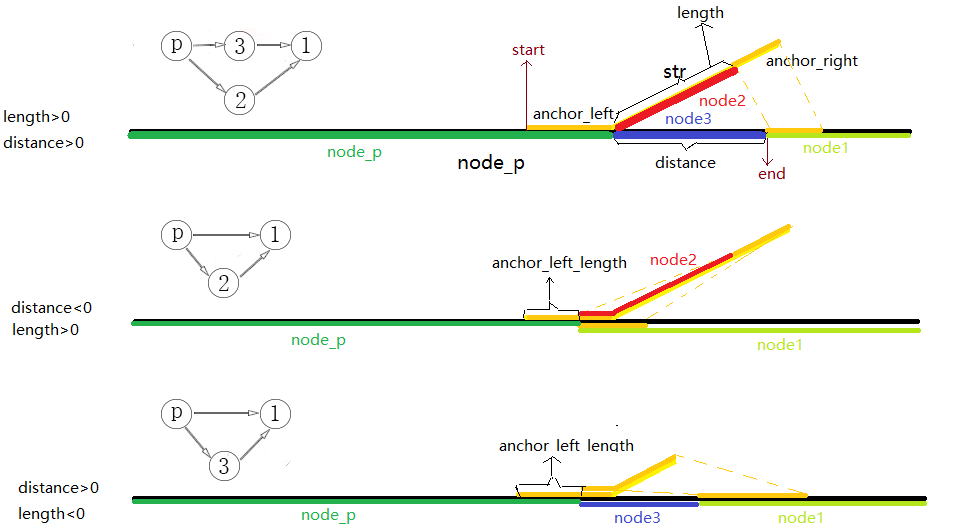 length
p 3 1
2
start
str
anchor_right
length>0
anchor_left
node2
node3
distance>0
node_p
node_p
distance
node1
end
p 1
2
anchor_left_length
node2
distance<0
length>0
node_p
node1
p 1
3
anchor_left_length
distance>0
length<0
node_p
node3
node1